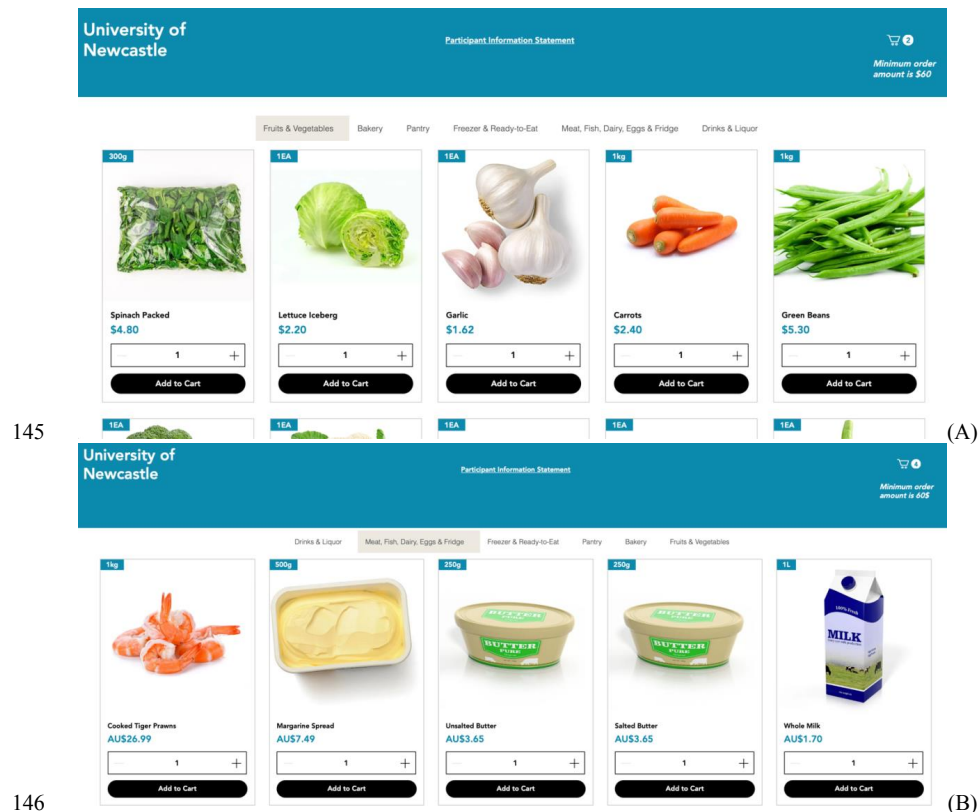 University of
Newcastle
Participant Information Statement
2
Minimum order
amount is $60
Fruits & Vegetables Bakery Pantry Freezer & Ready-to-Eat Meat, Fish, Dairy, Eggs & Fridge Drinks & Liquor
300g 1EA 1EA 1kg 1kg
Spinach Packed Lettuce Iceberg Garlic Carrots Green Beans
$4.80 $2.20 $1.62 $2.40 $5.30
1 + 1 + 1 + 1 + 1 +
Add to Cart Add to Cart Add to Cart Add to Cart Add to Cart
1EA 1EA 1EA 1EA 1EA
145 (A)
University of
Newcastle
Participant Information Statement
4
Minimum order
amount is 60$
Drinks & Liquor Meat, Fish, Dairy, Eggs & Fridge Freezer & Ready-to-Eat Pantry Bakery Fruits & Vegetables
1kg 500g 250g 250g 1L
BUTTER BUTTER
PURE PURE
100% Fresh
MILK
Cooked Tiger Prawns Margarine Spread Unsalted Butter Salted Butter Whole Milk
AU$26.99 AU$7.49 AU$3.65 AU$3.65 AU$1.70
1 + 1 + 1 + 1 + 1 +
Add to Cart Add to Cart Add to Cart Add to Cart Add to Cart
146 (B)